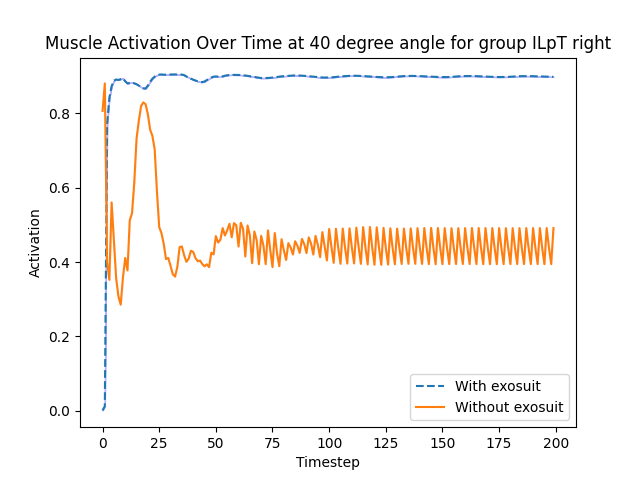 Muscle Activation Over Time at 40 degree angle for group ILpT right
Activation
0.8
0.6
0.4
0.2
0.0
With exosuit
Without exosuit
0 25 50 75 100 125 150 175 200
Timestep